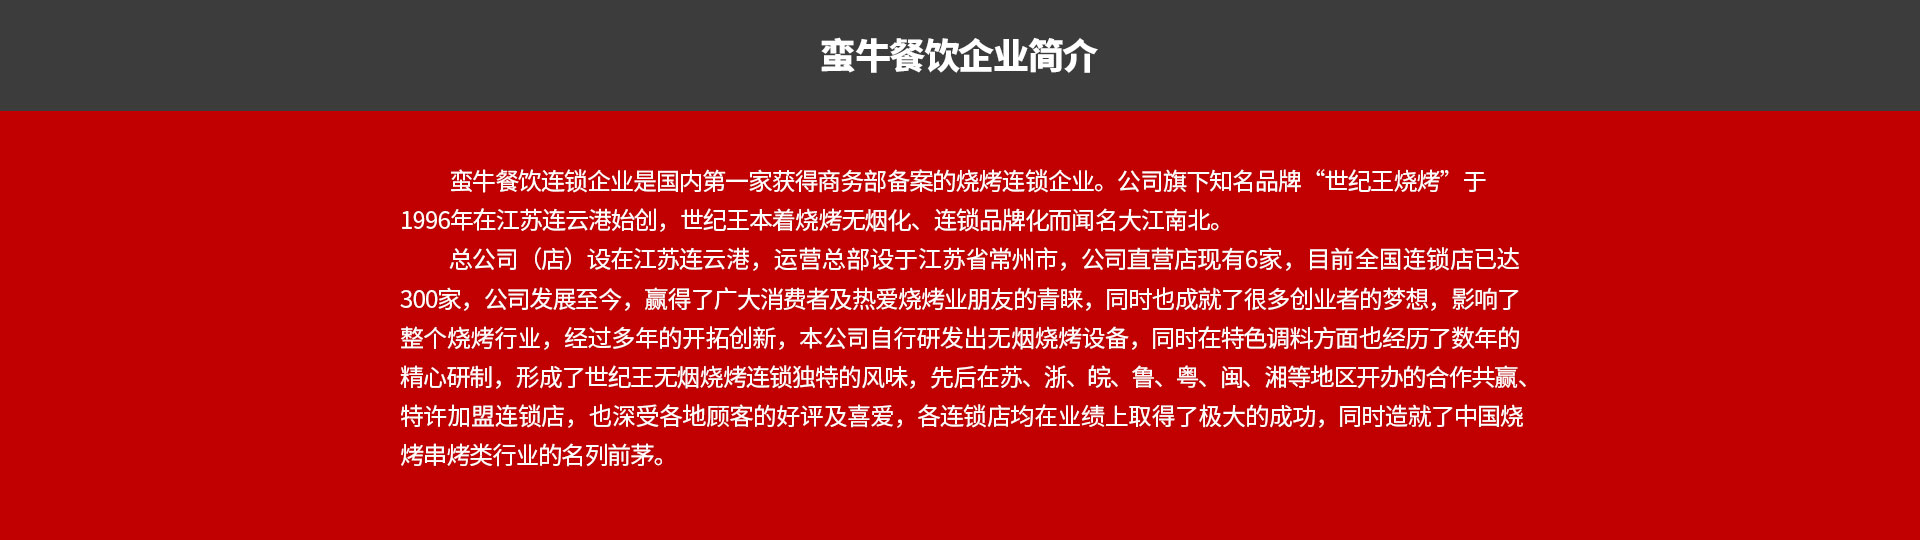 蛮牛餐饮企业简介
蛮牛餐饮连锁企业是国内第一家获得商务部备案的烧烤连锁企业。公司旗下知名品牌“世纪王烧烤”于
1996年在江苏连云港始创，世纪王本着烧烤无烟化、连锁品牌化而闻名大江南北。
总公司（店）设在江苏连云港，运营总部设于江苏省常州市，公司直营店现有6家，目前全国连锁店已达
300家，公司发展至今，赢得了广大消费者及热爱烧烤业朋友的青睐，同时也成就了很多创业者的梦想，影响了
整个烧烤行业，经过多年的开拓创新，本公司自行研发出无烟烧烤设备，同时在特色调料方面也经历了数年的
精心研制，形成了世纪王无烟烧烤连锁独特的风味，先后在苏、浙、皖、鲁、粤、闽、湘等地区开办的合作共赢、
特许加盟连锁店，也深受各地顾客的好评及喜爱，各连锁店均在业绩上取得了极大的成功，同时造就了中国烧
烤串烤类行业的名列前茅。